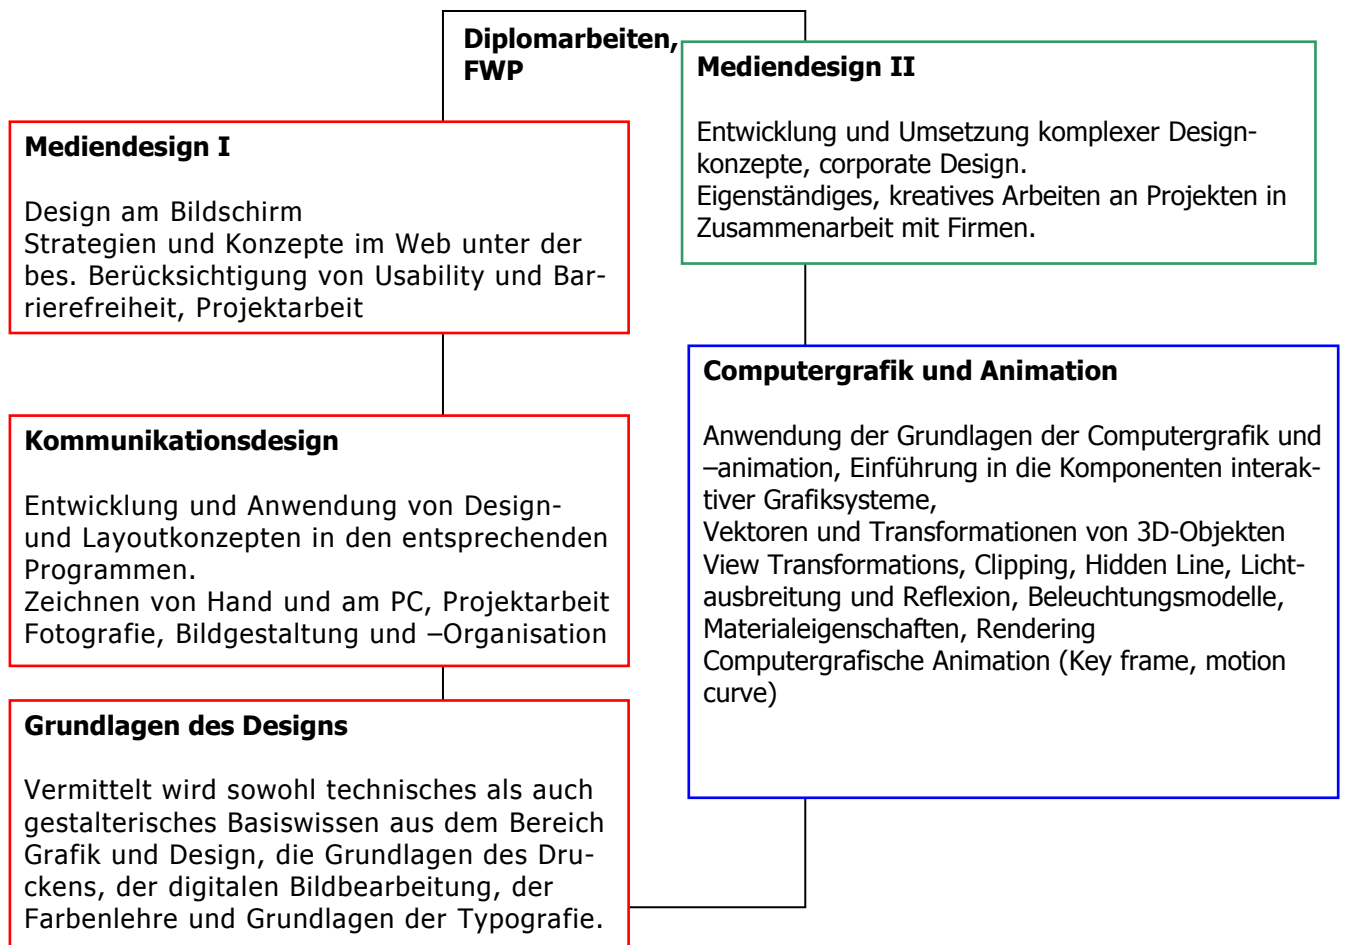 Diplomarbeiten,
FWP
Mediendesign I
Design am Bildschirm
Strategien und Konzepte im Web unter der
bes. Berücksichtigung von Usability und Bar-
rierefreiheit, Projektarbeit
Kommunikationsdesign
Entwicklung und Anwendung von Design-
und Layoutkonzepten in den entsprechenden
Programmen.
Zeichnen von Hand und am PC, Projektarbeit
Fotografie, Bildgestaltung und –Organisation
Grundlagen des Designs
Vermittelt wird sowohl technisches als auch
gestalterisches Basiswissen aus dem Bereich
Grafik und Design, die Grundlagen des Dru-
ckens, der digitalen Bildbearbeitung, der
Farbenlehre und Grundlagen der Typografie.
Mediendesign II
Entwicklung und Umsetzung komplexer Design-
konzepte, corporate Design.
Eigenständiges, kreatives Arbeiten an Projekten in
Zusammenarbeit mit Firmen.
Computergrafik und Animation
Anwendung der Grundlagen der Computergrafik und
–animation, Einführung in die Komponenten interak-
tiver Grafiksysteme,
Vektoren und Transformationen von 3D-Objekten
View Transformations, Clipping, Hidden Line, Licht-
ausbreitung und Reflexion, Beleuchtungsmodelle,
Materialeigenschaften, Rendering
Computergrafische Animation (Key frame, motion
curve)